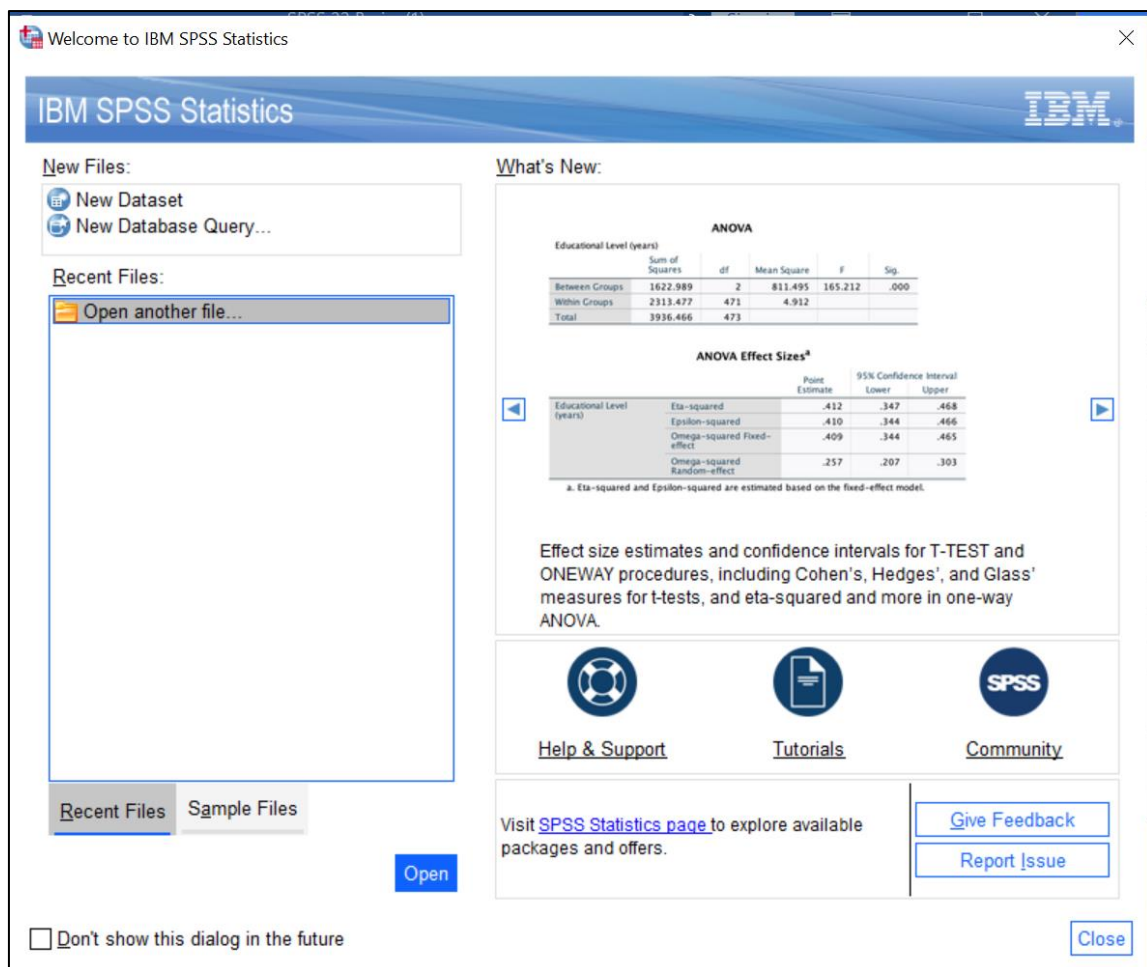 Welcome to IBM SPSS Statistics
IBM SPSS Statistics
IBM
New Files:
New Dataset
New Database Query...
Recent Files:
Open another file...
Recent Files
Sample Files
Open
Don't show this dialog in the future
What's New:
ANOVA
Educational Level (years)
Sum of Squares df Mean Square F Sig.
Between Groups 1622.989 2 811.495 165.212 .000
Within Groups 2313.477 471 4.912
Total 3936.466 473
ANOVA Effect Sizesa
Point Estimate 95% Confidence Interval
Lower Upper
Educational Level (years) Eta-squared .412 .347 .468
Epsilon-squared .410 .344 .466
Omega-squared Fixed-effect .409 .344 .465
Omega-squared Random-effect .257 .207 .303
a. Eta-squared and Epsilon-squared are estimated based on the fixed-effect model.
Effect size estimates and confidence intervals for T-TEST and
ONEWAY procedures, including Cohen's, Hedges', and Glass'
measures for t-tests, and eta-squared and more in one-way
ANOVA.
SPSS
Help & Support
Tutorials
Community
Visit SPSS Statistics page to explore available
packages and offers.
Give Feedback
Report Issue
Close